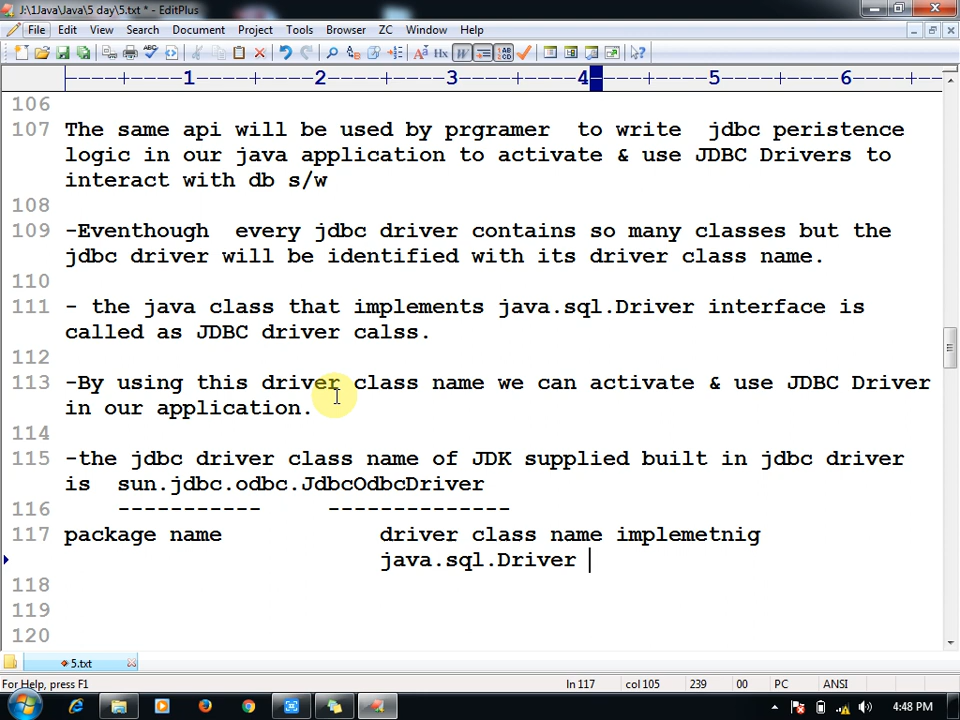 J:\1Java\Java\5 day\5.txt * - EditPlus
File Edit View Search Document Project Tools Browser ZC Window Help
1 2 3 4 5 6
106
107 The same api will be used by prgramer to write jdbc peristence
logic in our java application to activate & use JDBC Drivers to
interact with db s/w
108
109 -Eventhough every jdbc driver contains so many classes but the
jdbc driver will be identified with its driver class name.
110
111 - the java class that implements java.sql.Driver interface is
called as JDBC driver calss.
112
113 -By using this driver class name we can activate & use JDBC Driver
in our application.
114
115 -the jdbc driver class name of JDK supplied built in jdbc driver
is sun.jdbc.odbc.JdbcOdbcDriver
116 ----------- --------------
117 package name driver class name implemetnig
java.sql.Driver
118
119
120
5.txt
For Help, press F1 ln 117 col 105 239 00 PC ANSI
4:48 PM